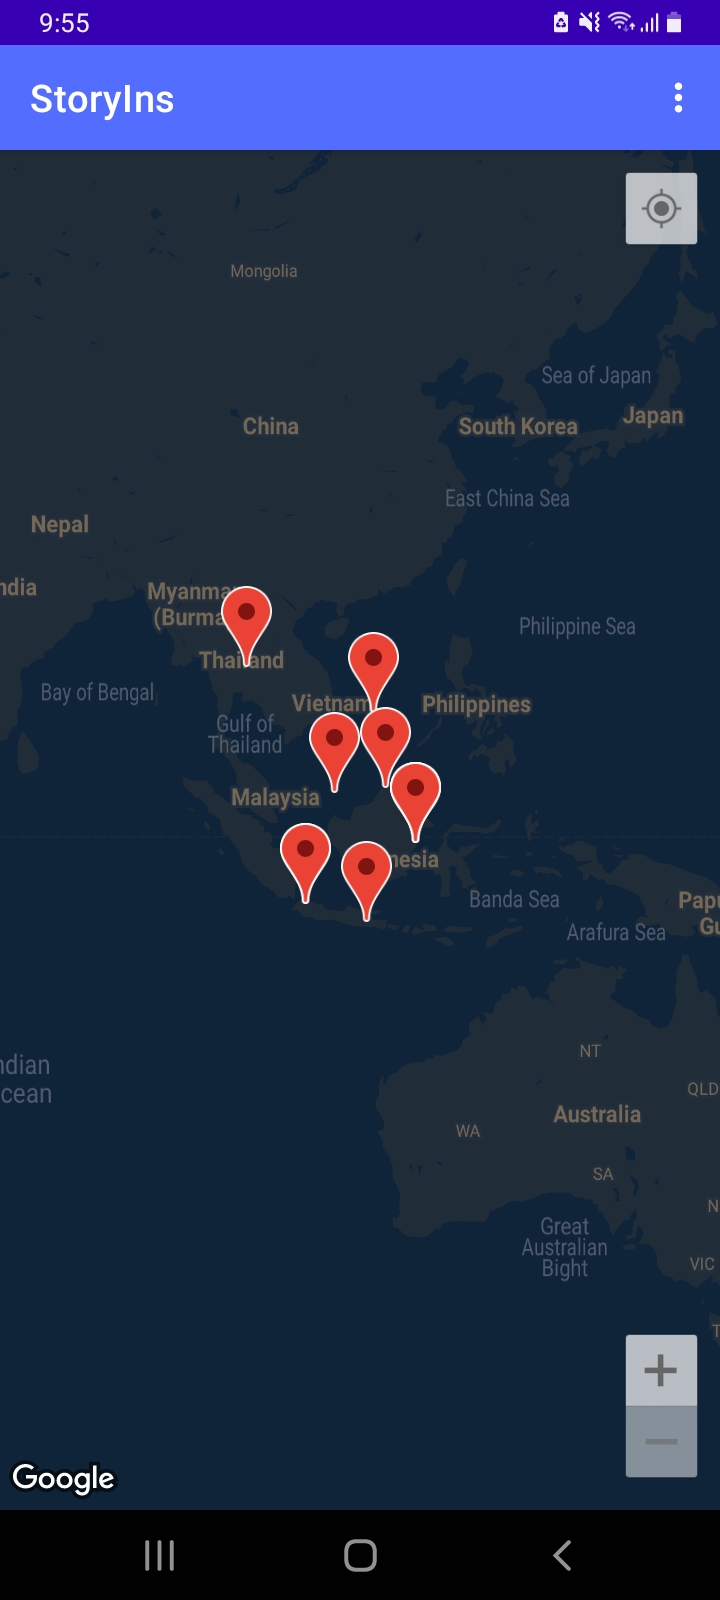 9:55
StoryIns
Mongolia
Sea of Japan
China
South Korea
Japan
East China Sea
Nepal
ndia
Myanma
(Burma
Philippine Sea
Thailand
Bay of Bengal
Vietnam
Philippines
Gulf of
Thailand
Malaysia
nesia
Banda Sea
Papu
Gu
Arafura Sea
NT
ndian
cean
QLD
Australia
WA
SA
N
Great
Australian
Bight
VIC
T
Google